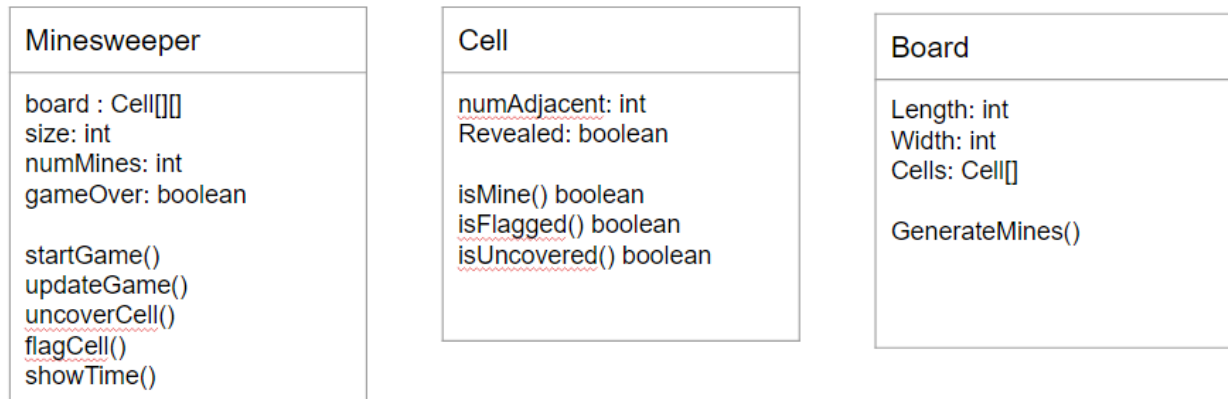 Minesweeper
board : Cell[][]
size: int
numMines: int
gameOver: boolean
startGame()
updateGame()
uncoverCell()
flagCell()
showTime()
Cell
numAdjacent: int
Revealed: boolean
isMine() boolean
isFlagged() boolean
isUncovered() boolean
Board
Length: int
Width: int
Cells: Cell[]
GenerateMines()